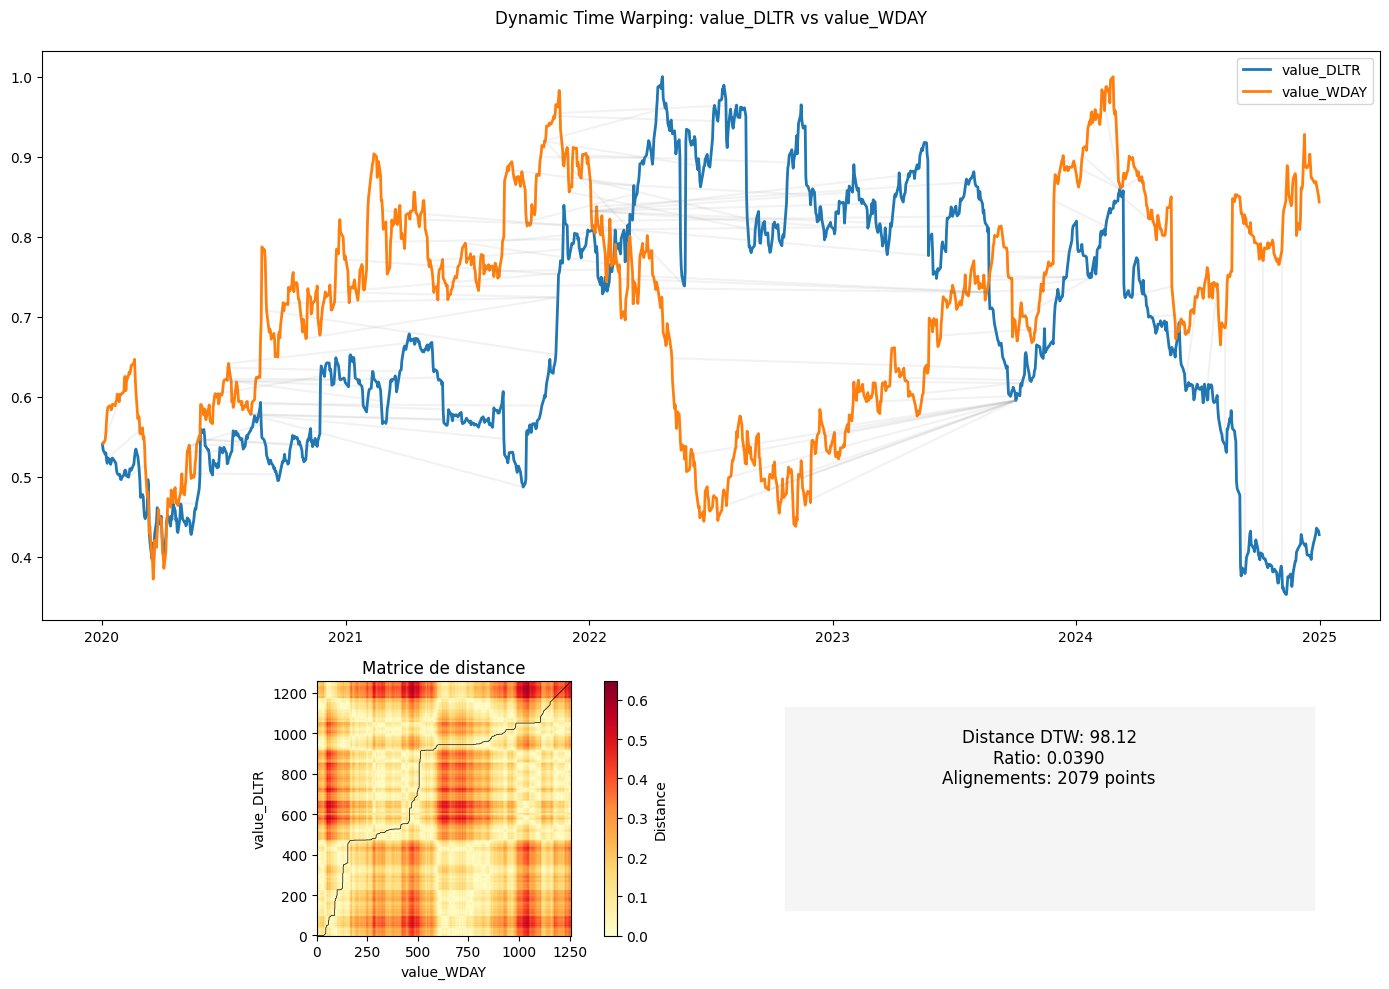 Dynamic Time Warping: value_DLTR vs value_WDAY
value_DLTR
value_WDAY
1.0
0.9
0.8
0.7
0.6
0.5
0.4
2020 2021 2022 2023 2024 2025
Matrice de distance
1200
1000
800
600
400
200
0
value_DLTR
0 250 500 750 1000 1250
value_WDAY
0.6
0.5
0.4
0.3
0.2
0.1
0.0
Distance
Distance DTW: 98.12
Ratio: 0.0390
Alignements: 2079 points